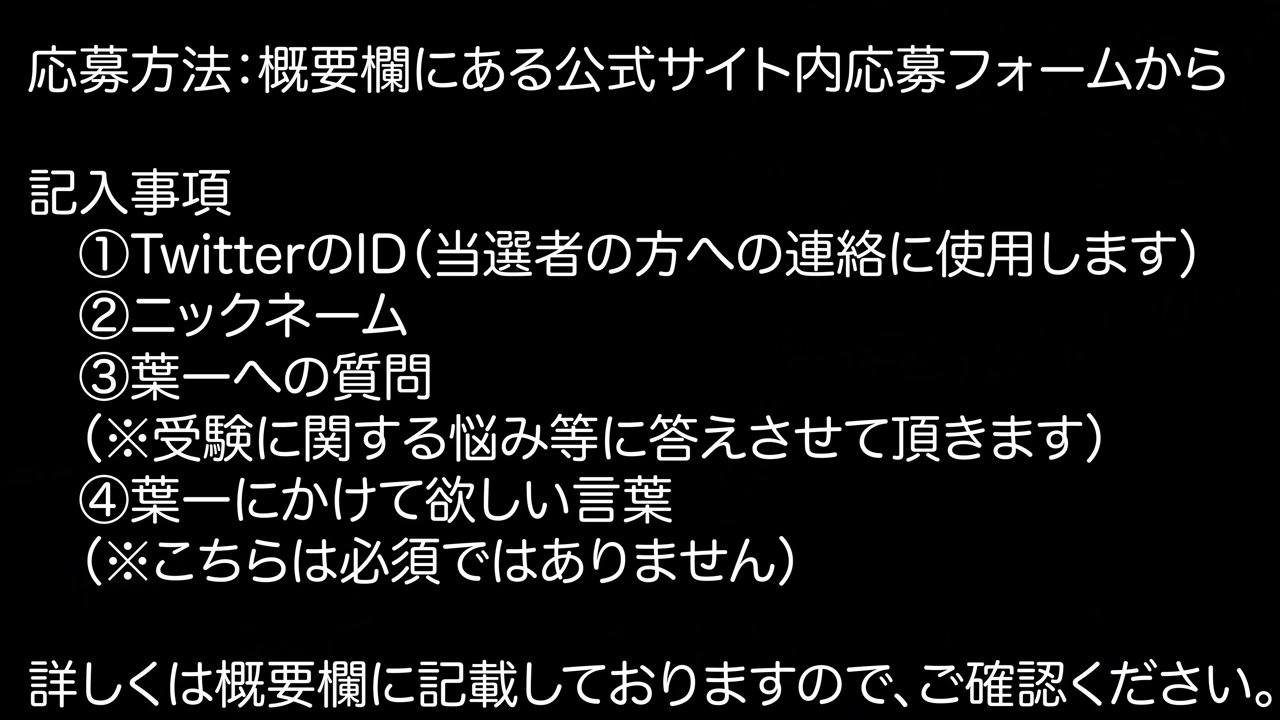 応募方法：概要欄にある公式サイト内応募フォームから
記入事項
①TwitterのID（当選者の方への連絡に使用します）
②ニックネーム
③葉一への質問
（※受験に関する悩み等に答えさせて頂きます）
④葉一にかけて欲しい言葉
（※こちらは必須ではありません）
詳しくは概要欄に記載しておりますので、ご確認ください。